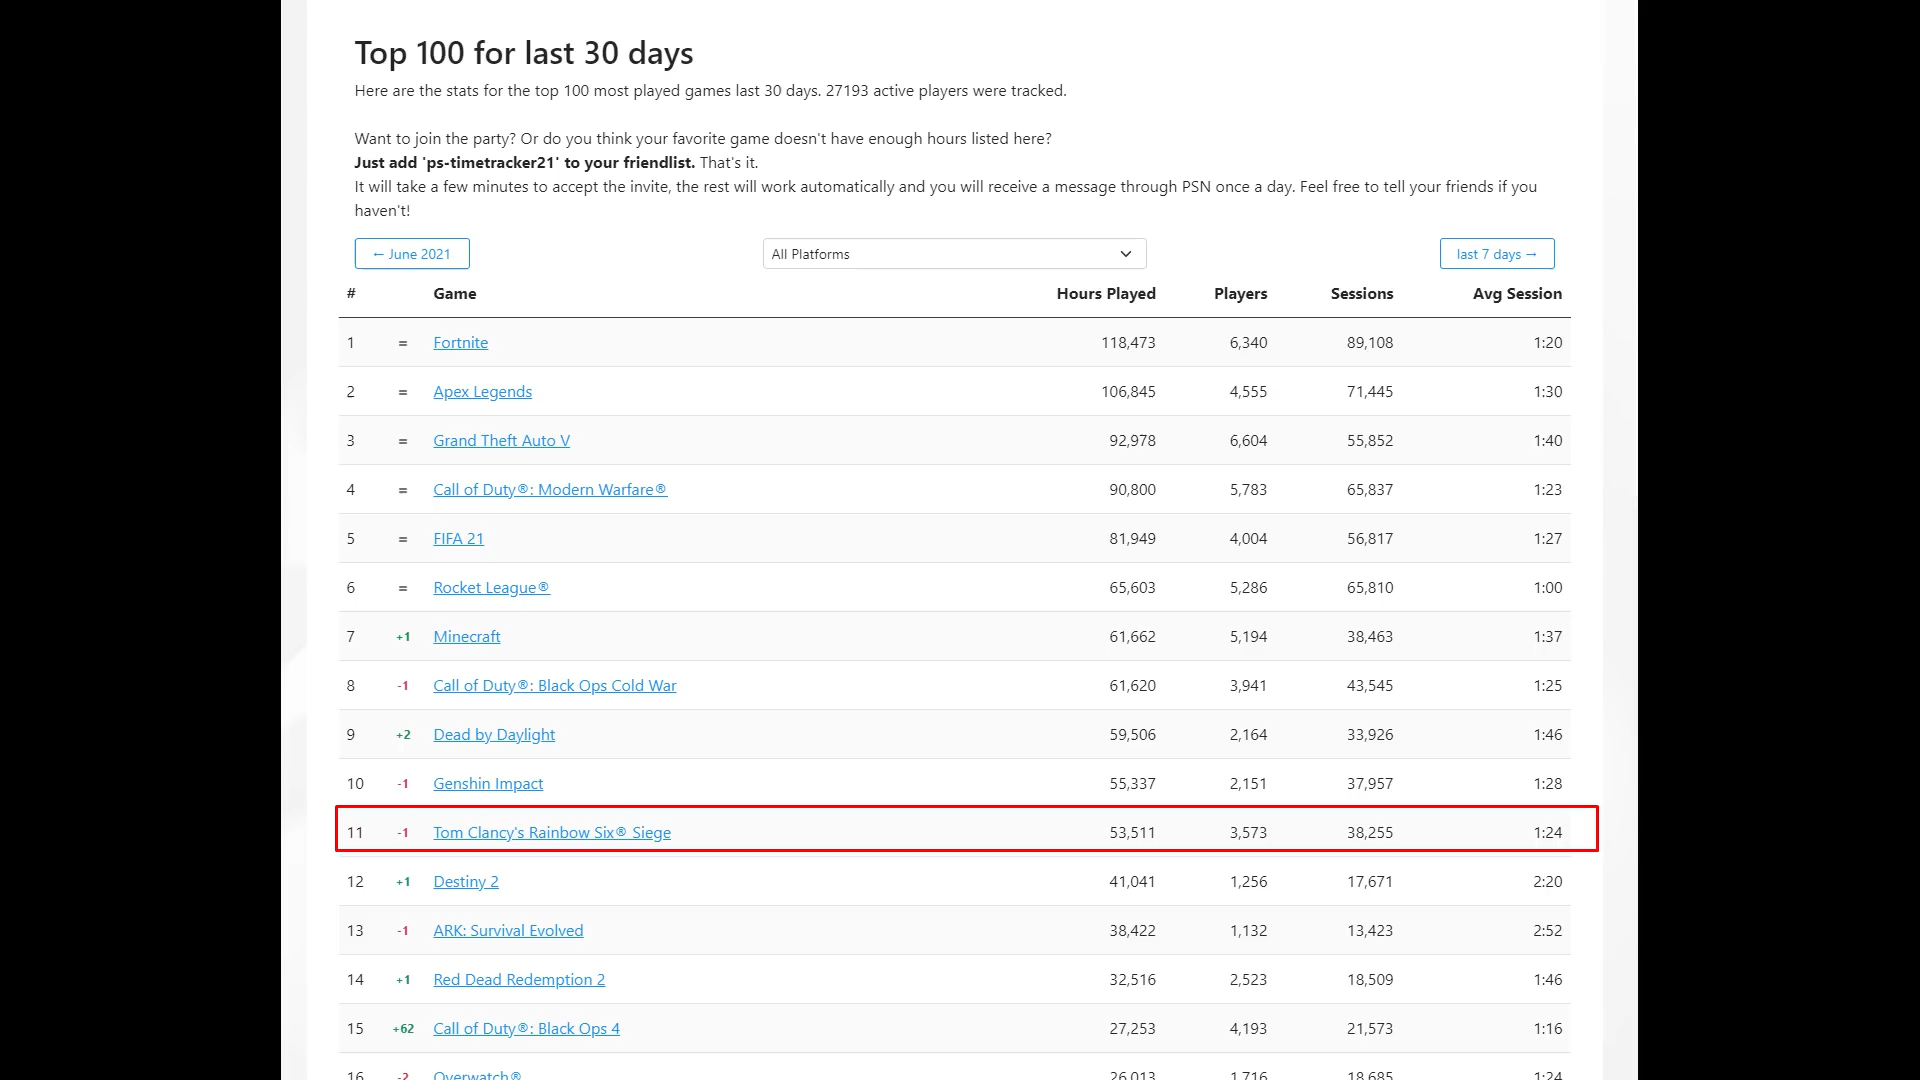 Top 100 for last 30 days
Here are the stats for the top 100 most played games last 30 days. 27193 active players were tracked.
Want to join the party? Or do you think your favorite game doesn't have enough hours listed here?
Just add 'ps-timetracker21' to your friendlist. That's it.
It will take a few minutes to accept the invite, the rest will work automatically and you will receive a message through PSN once a day. Feel free to tell your friends if you
haven't!
← June 2021 All Platforms last 7 days →
# Game Hours Played Players Sessions Avg Session
1 = Fortnite 118,473 6,340 89,108 1:20
2 = Apex Legends 106,845 4,555 71,445 1:30
3 = Grand Theft Auto V 92,978 6,604 55,852 1:40
4 = Call of Duty®: Modern Warfare® 90,800 5,783 65,837 1:23
5 = FIFA 21 81,949 4,004 56,817 1:27
6 = Rocket League® 65,603 5,286 65,810 1:00
7 +1 Minecraft 61,662 5,194 38,463 1:37
8 -1 Call of Duty®: Black Ops Cold War 61,620 3,941 43,545 1:25
9 +2 Dead by Daylight 59,506 2,164 33,926 1:46
10 -1 Genshin Impact 55,337 2,151 37,957 1:28
11 -1 Tom Clancy's Rainbow Six® Siege 53,511 3,573 38,255 1:24
12 +1 Destiny 2 41,041 1,256 17,671 2:20
13 -1 ARK: Survival Evolved 38,422 1,132 13,423 2:52
14 +1 Red Dead Redemption 2 32,516 2,523 18,509 1:46
15 +62 Call of Duty®: Black Ops 4 27,253 4,193 21,573 1:16
16 -2 Overwatch® 26,013 1,716 18,685 1:24